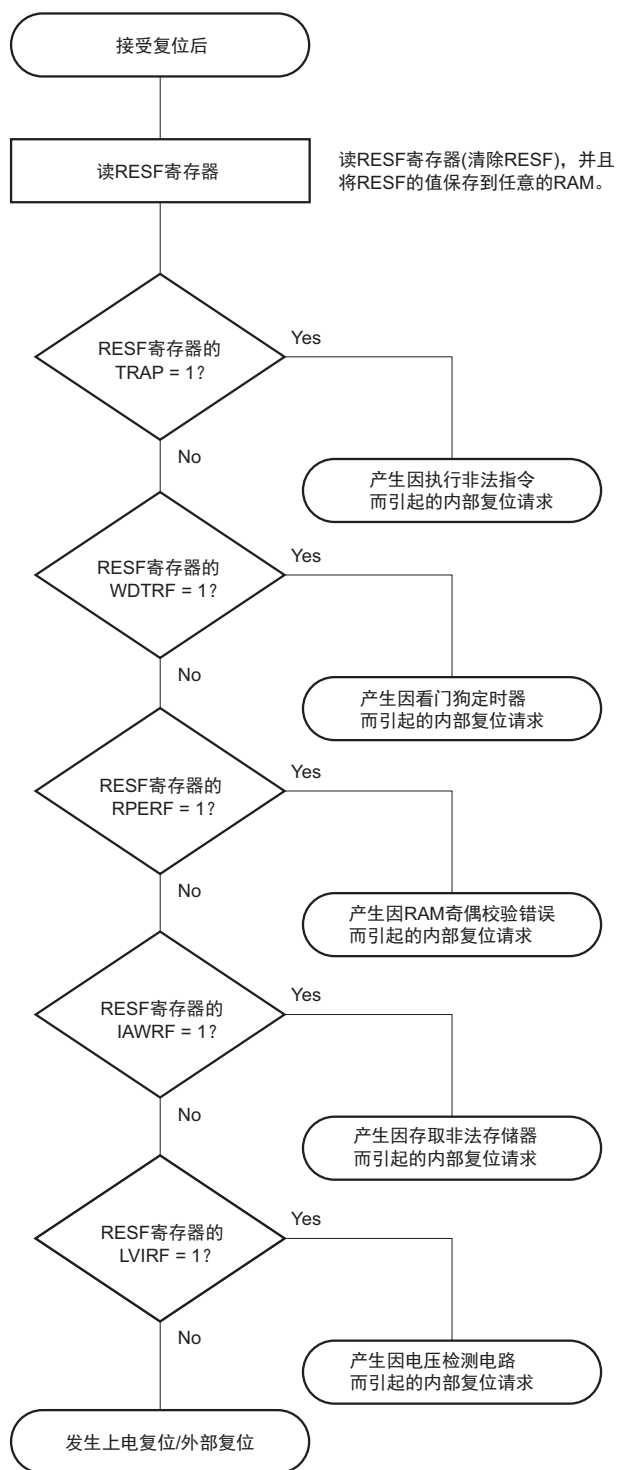 接受复位后
读RESF寄存器
读RESF寄存器(清除RESF)，并且
将RESF的值保存到任意的RAM。
RESF寄存器的
TRAP = 1?
Yes
No
产生因执行非法指令
而引起的内部复位请求
RESF寄存器的
WDTRF = 1?
Yes
No
产生因看门狗定时器
而引起的内部复位请求
RESF寄存器的
RPERF = 1?
Yes
No
产生因RAM奇偶校验错误
而引起的内部复位请求
RESF寄存器的
IAWRF = 1?
Yes
No
产生因存取非法存储器
而引起的内部复位请求
RESF寄存器的
LVIRF = 1?
Yes
No
产生因电压检测电路
而引起的内部复位请求
发生上电复位/外部复位